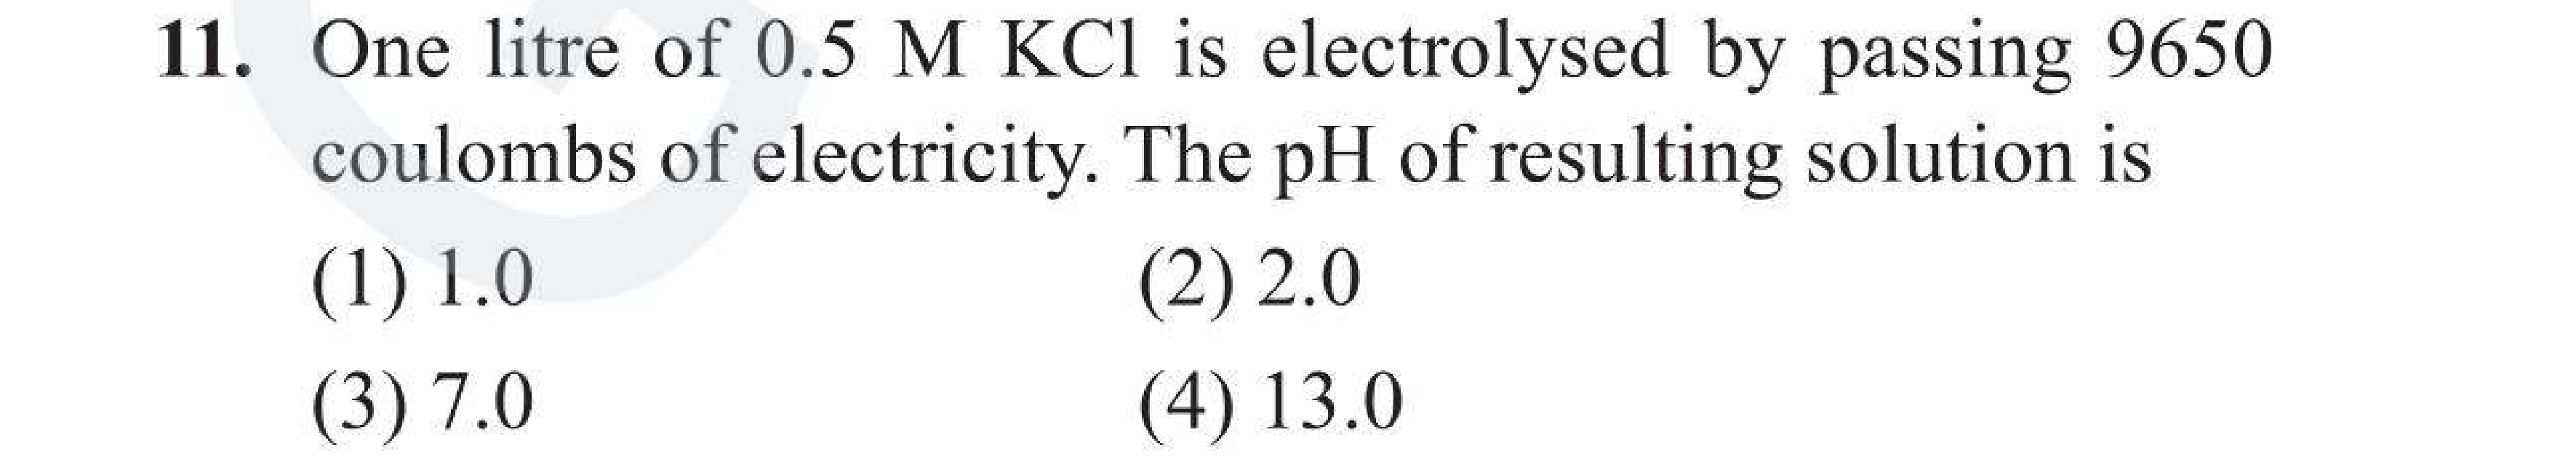 11. One litre of 0.5 M KCl is electrolysed by passing 9650
coulombs of electricity. The pH of resulting solution is
(1) 1.0 (2) 2.0
(3) 7.0 (4) 13.0